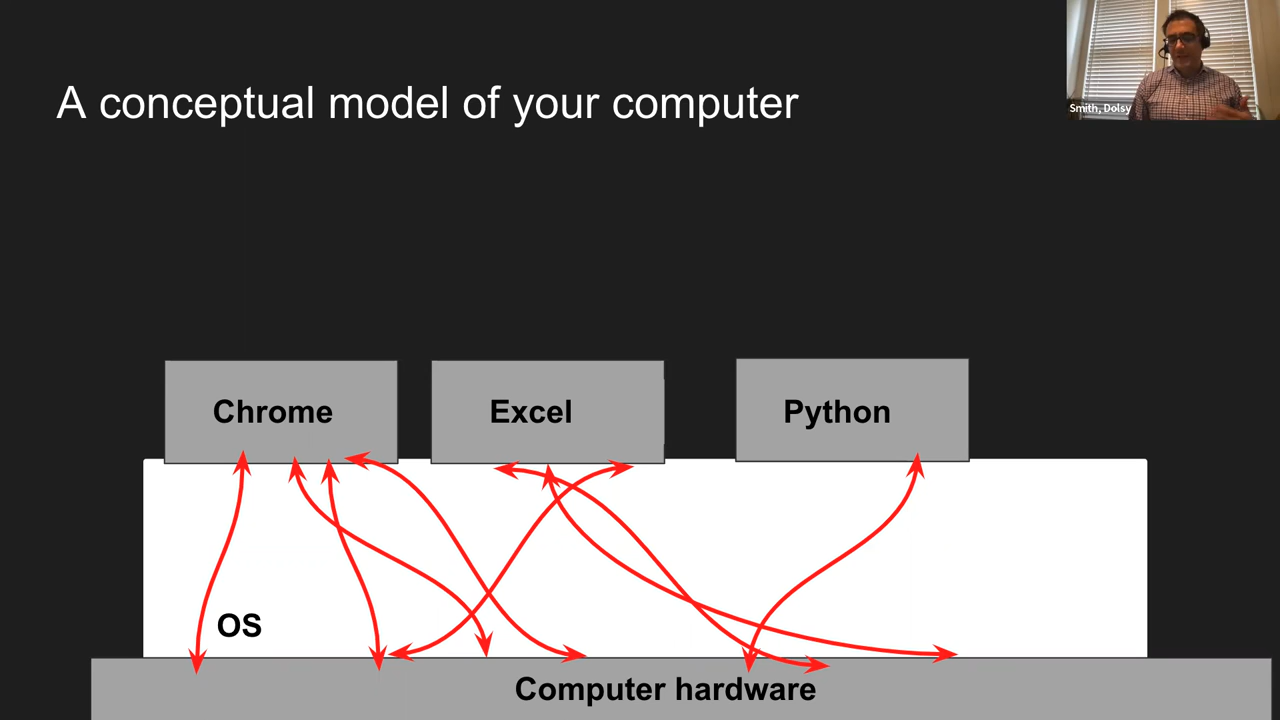 A conceptual model of your computer
Smith, Dolsy
Chrome
Excel
Python
OS
Computer hardware